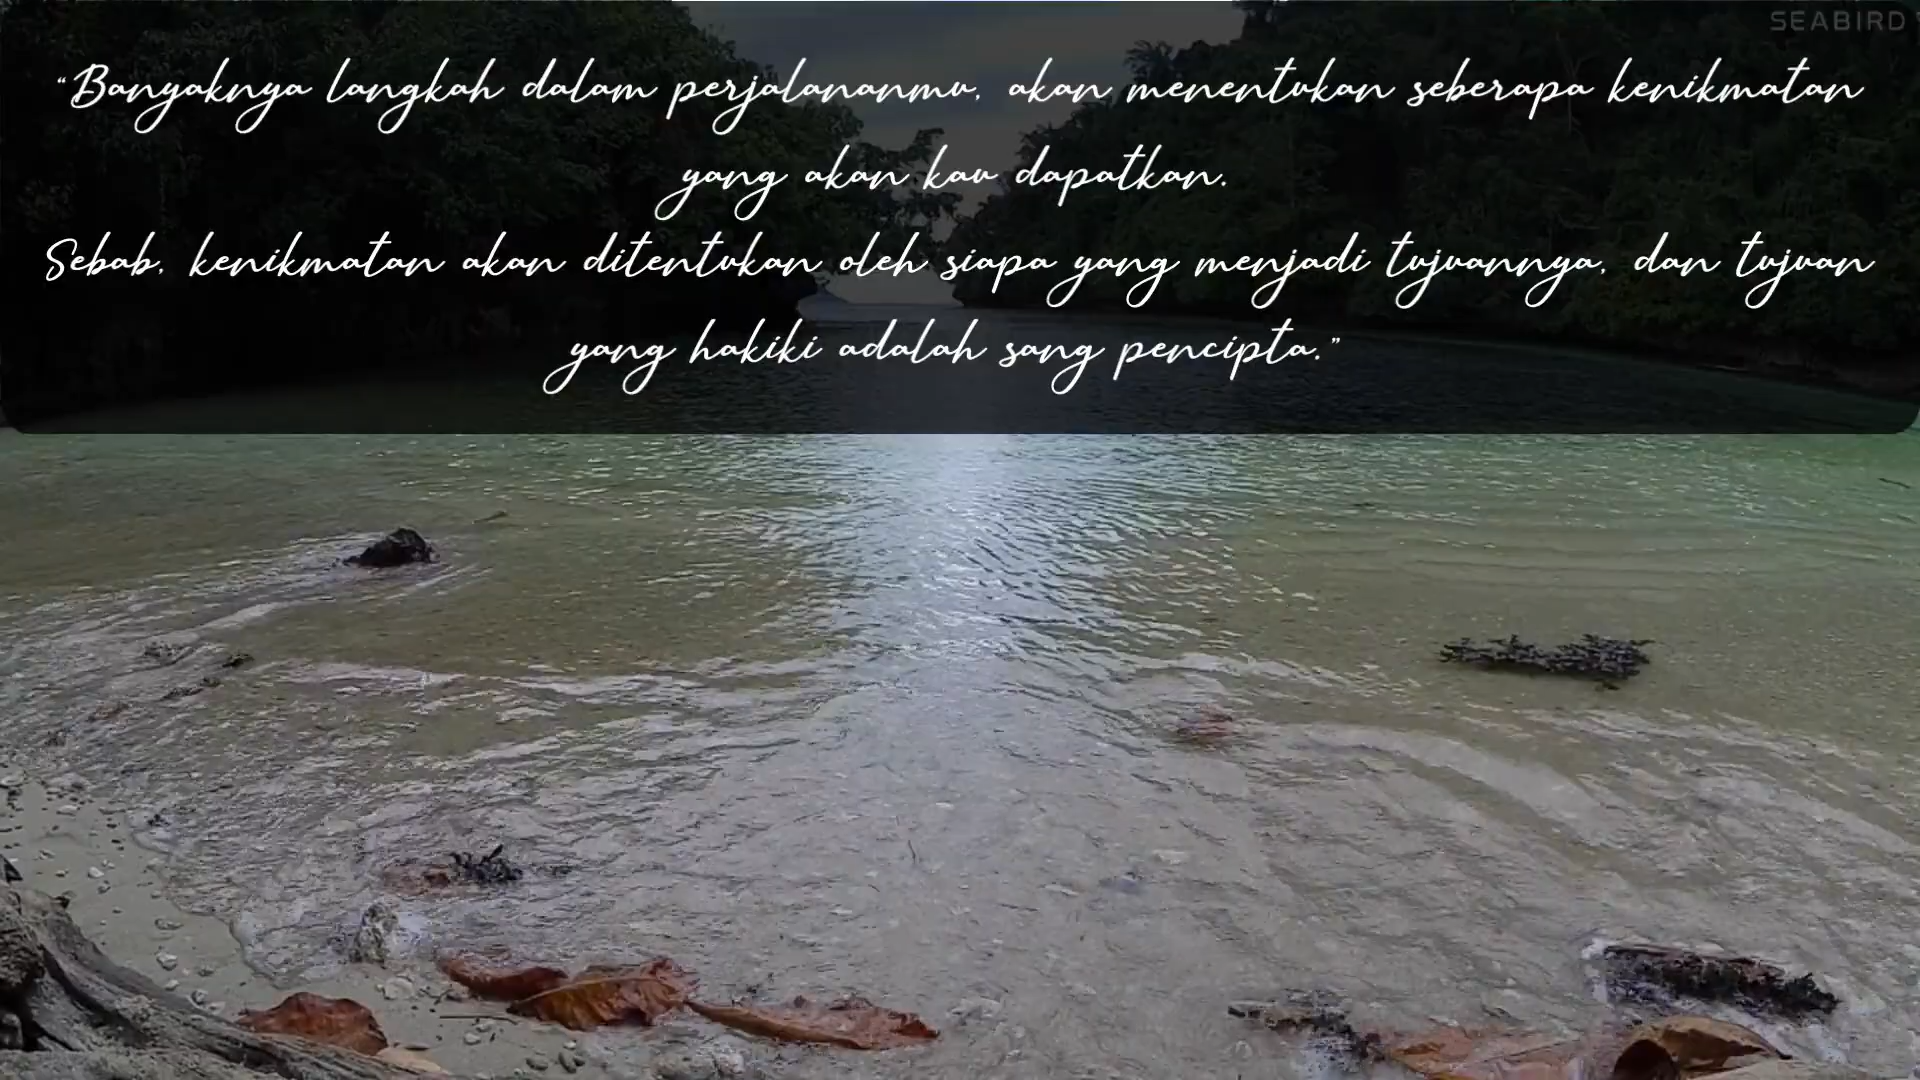 SEABIRD
"Banyaknya langkah dalam perjalananmu, akan menentukan seberapa kenikmatan
yang akan kau dapatkan.
Sebab, kenikmatan akan ditentukan oleh siapa yang menjadi tujuannya, dan tujuan
yang hakiki adalah sang pencipta."